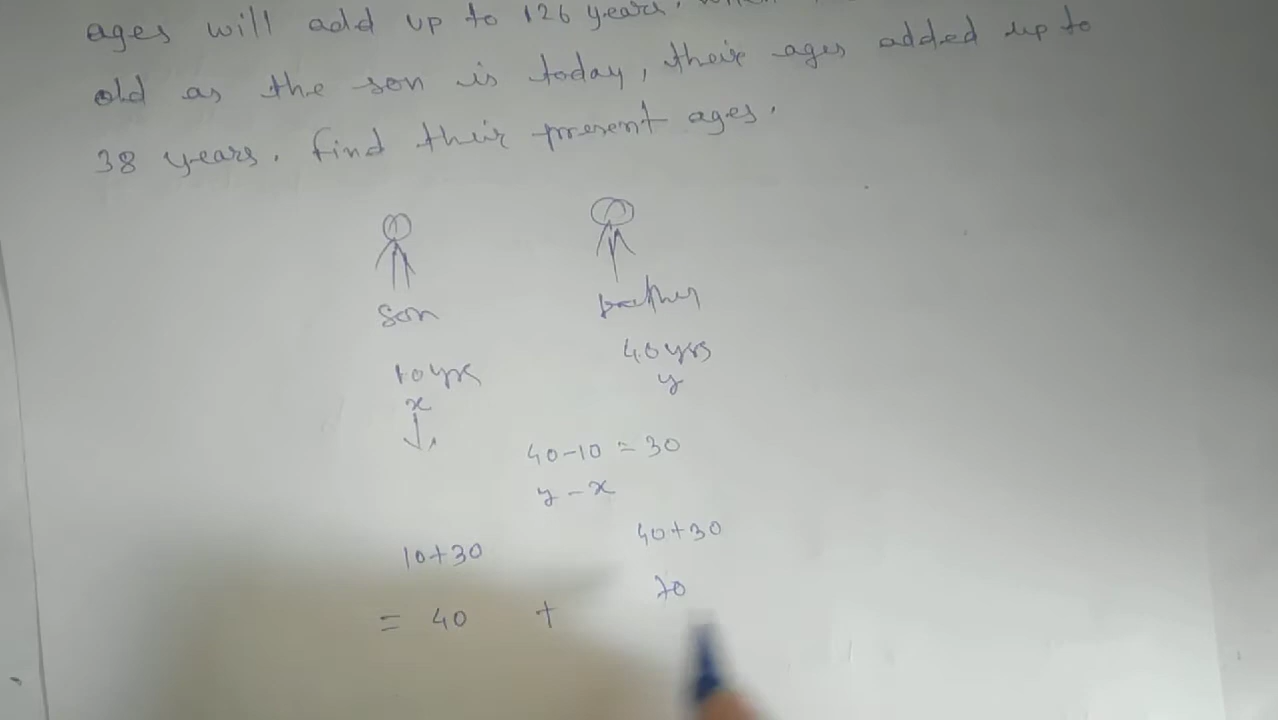 ages will add up to 126 years.
old as the son is today, their ages added up to
38 years. find their present ages.
son
father
10 yrs
40 yrs
x
y
40-10 = 30
y - x
10+30
40+30
= 40 +
70